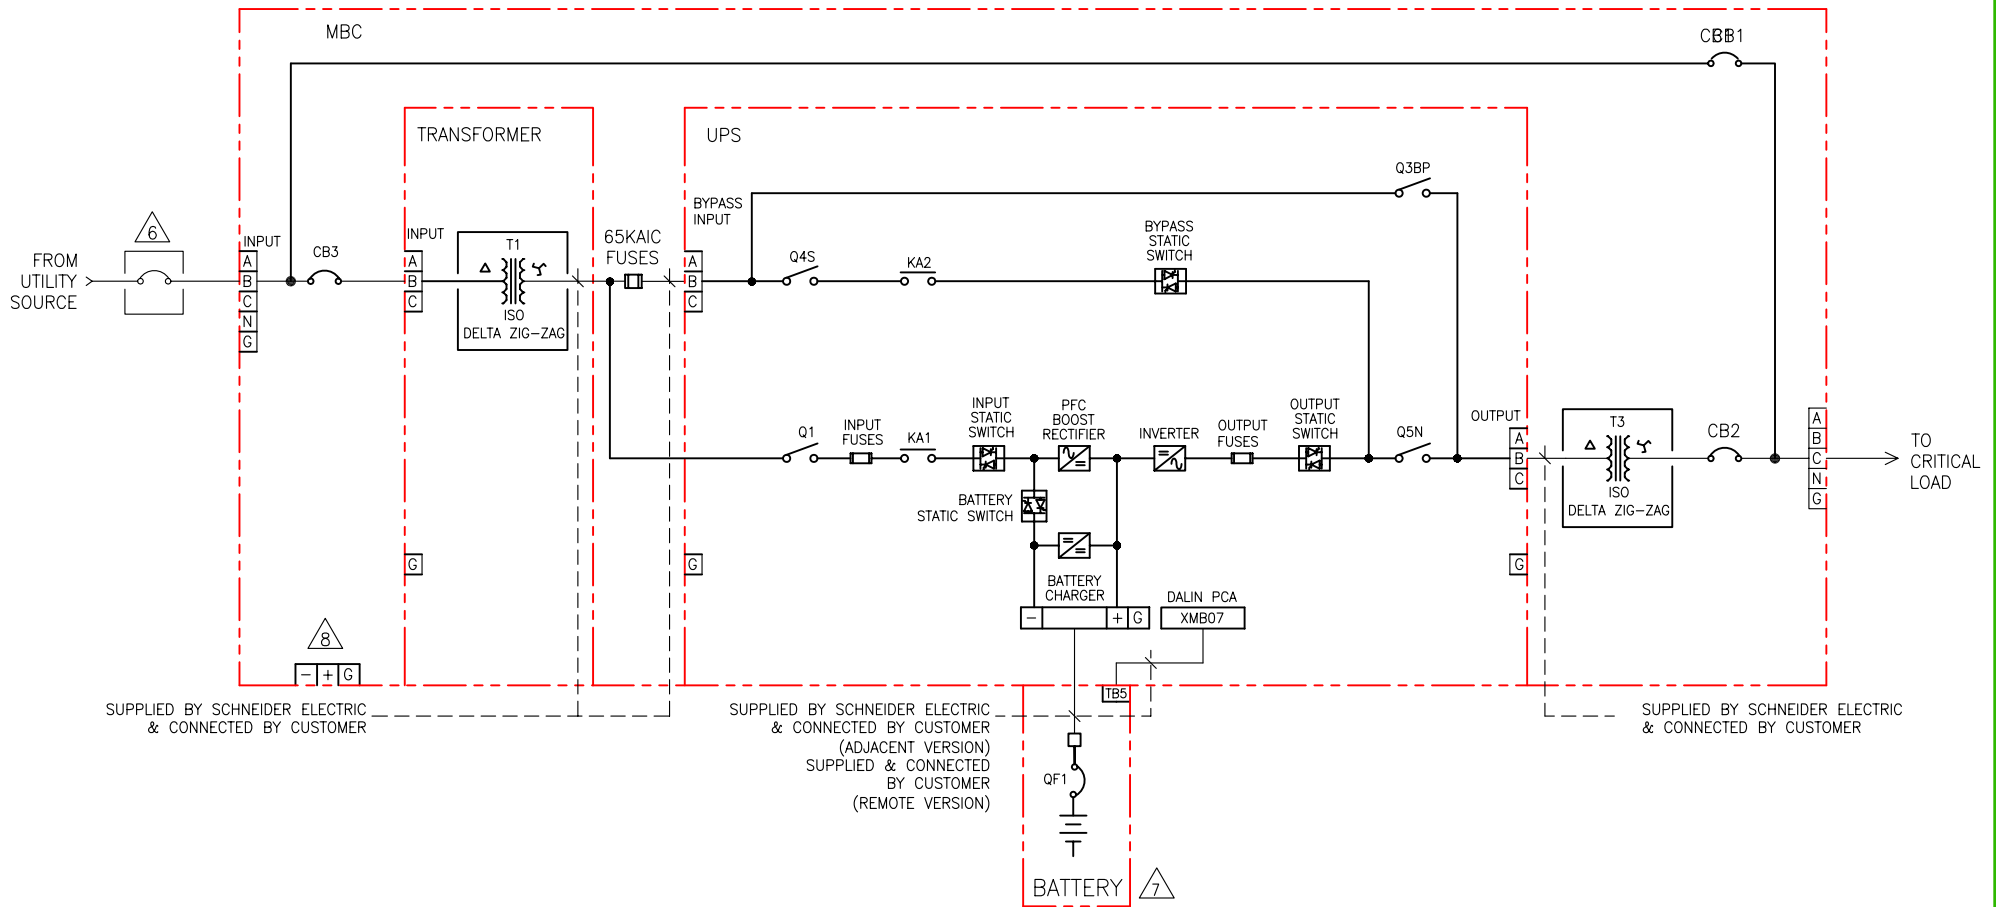 MBC
CB1
TRANSFORMER
UPS
Q3BP
BYPASS
INPUT
BYPASS
STATIC
SWITCH
6
FROM
UTILITY
SOURCE
INPUT
A
B
C
N
G
CB3
INPUT
A
B
C
T1
ISO
DELTA ZIG-ZAG
65KAIC
FUSES
A
B
C
Q4S
KA2
Q1
INPUT
FUSES
KA1
INPUT
STATIC
SWITCH
PFC
BOOST
RECTIFIER
INVERTER
OUTPUT
FUSES
OUTPUT
STATIC
SWITCH
Q5N
OUTPUT
A
B
C
T3
ISO
DELTA ZIG-ZAG
CB2
A
B
C
N
G
TO
CRITICAL
LOAD
BATTERY
STATIC SWITCH
BATTERY
CHARGER
G
G
G
- + G
DALIN PCA
XMB07
8
- + G
TB5
SUPPLIED BY SCHNEIDER ELECTRIC
& CONNECTED BY CUSTOMER
SUPPLIED BY SCHNEIDER ELECTRIC
& CONNECTED BY CUSTOMER
(ADJACENT VERSION)
SUPPLIED & CONNECTED
BY CUSTOMER
(REMOTE VERSION)
SUPPLIED BY SCHNEIDER ELECTRIC
& CONNECTED BY CUSTOMER
QF1
BATTERY
7